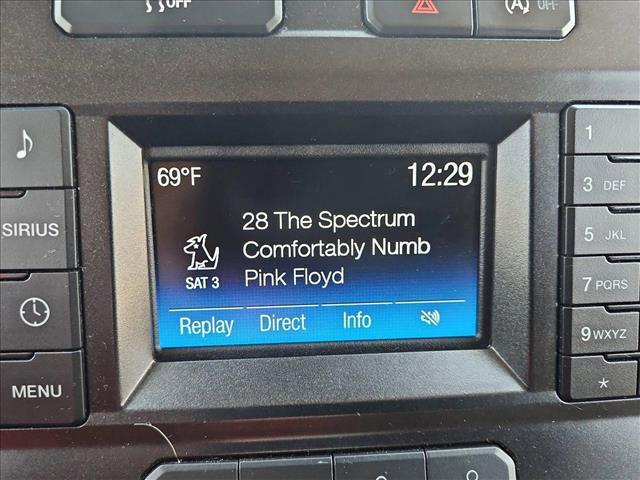 OFF
A OFF
69°F 12:29
28 The Spectrum
Comfortably Numb
Pink Floyd
SAT 3
Replay Direct Info
SIRIUS
MENU
1
3 DEF
5 JKL
7 PQRS
9 WXYZ
*